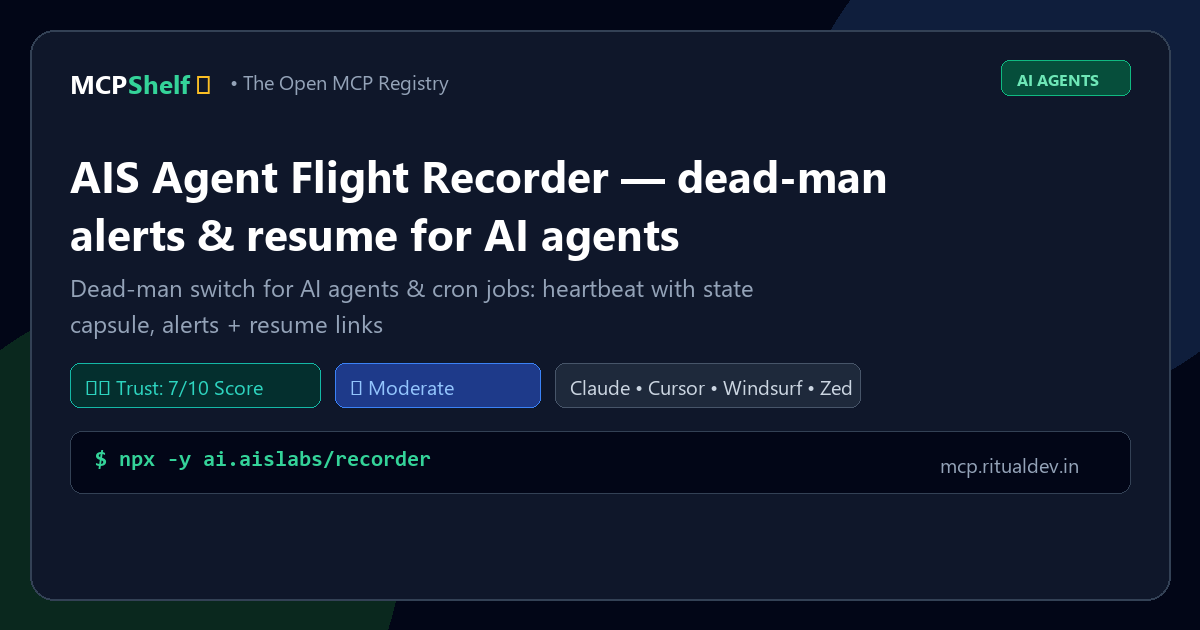 MCPShelf • The Open MCP Registry
AI AGENTS
AIS Agent Flight Recorder — dead-man
alerts & resume for AI agents
Dead-man switch for AI agents & cron jobs: heartbeat with state
capsule, alerts + resume links
Trust: 7/10 Score
Moderate
Claude • Cursor • Windsurf • Zed
$ npx -y ai.aislabs/recorder
mcp.ritualdev.in